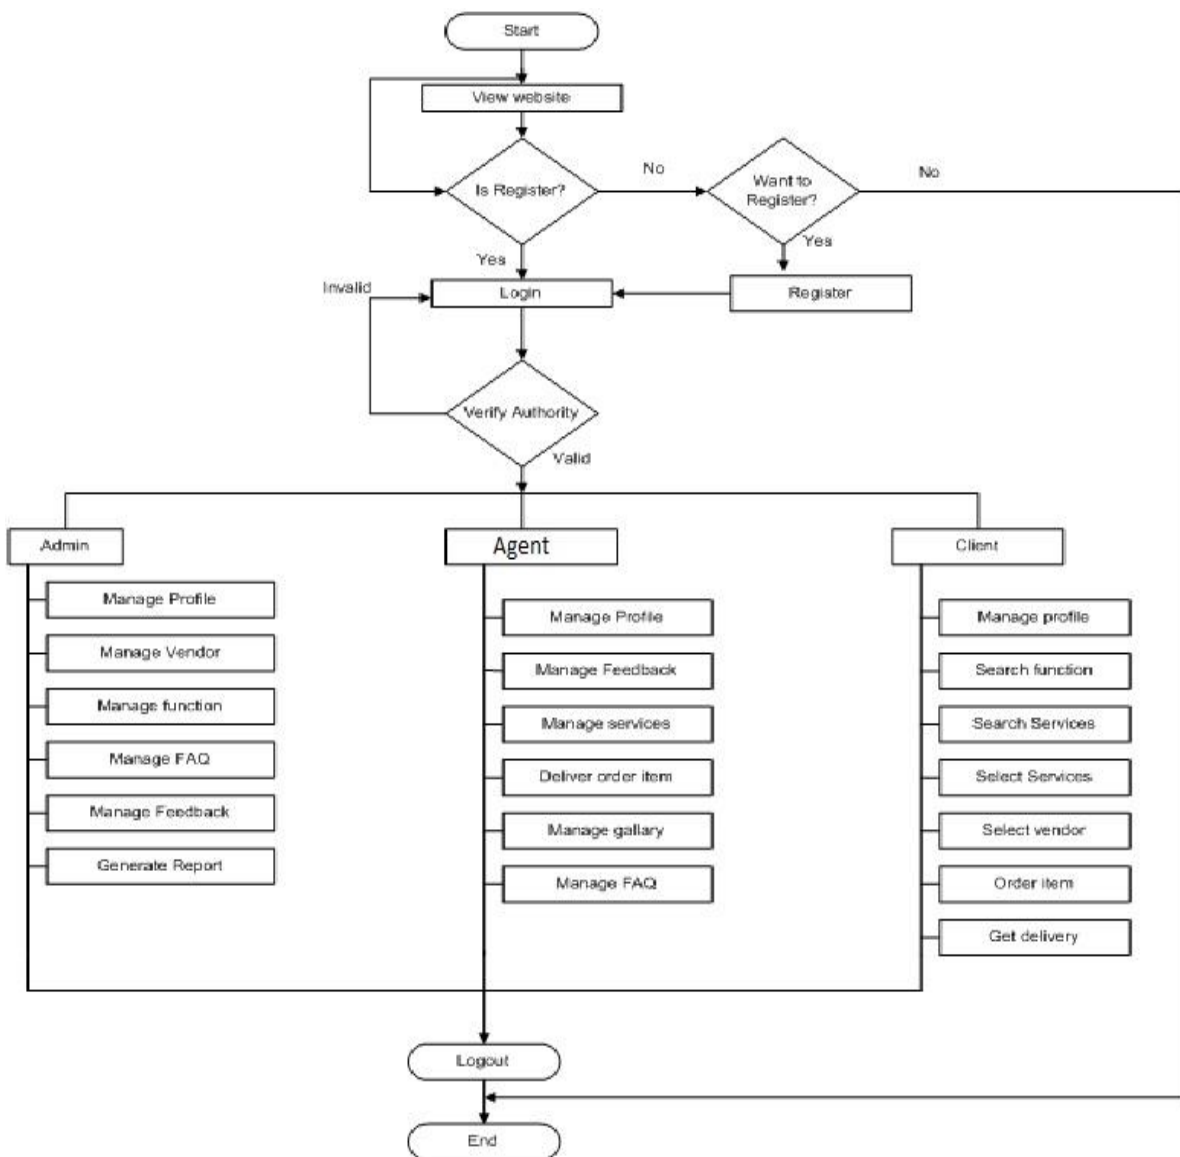 Start
View website
Is Register?
No
Want to
Register?
No
Yes
Yes
Invalid
Login
Register
Verify Authority
Valid
Admin
Agent
Client
Manage Profile
Manage Vendor
Manage function
Manage FAQ
Manage Feedback
Generate Report
Manage Profile
Manage Feedback
Manage services
Deliver order item
Manage gallary
Manage FAQ
Manage profile
Search function
Search Services
Select Services
Select vendor
Order item
Get delivery
Logout
End